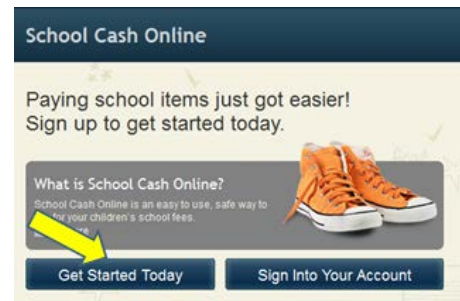 School Cash Online
Paying school items just got easier!
Sign up to get started today.
What is School Cash Online?
School Cash Online is an easy to use, safe way to
for your children's school fees.
Get Started Today
Sign Into Your Account